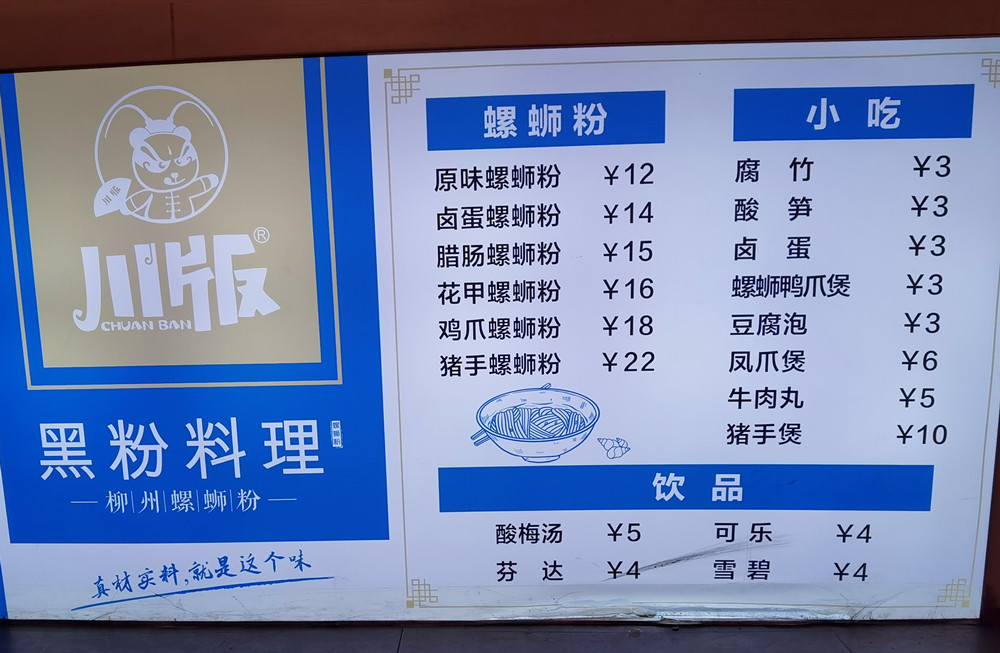 川版
川版®
CHUAN BAN
黑粉料理
螺蛳粉
柳州螺蛳粉
真材实料,就是这个味
螺蛳粉
原味螺蛳粉 ¥12
卤蛋螺蛳粉 ¥14
腊肠螺蛳粉 ¥15
花甲螺蛳粉 ¥16
鸡爪螺蛳粉 ¥18
猪手螺蛳粉 ¥22
小吃
腐竹 ¥3
酸笋 ¥3
卤蛋 ¥3
螺蛳鸭爪煲 ¥3
豆腐泡 ¥3
凤爪煲 ¥6
牛肉丸 ¥5
猪手煲 ¥10
饮品
酸梅汤 ¥5 可乐 ¥4
芬达 ¥4 雪碧 ¥4